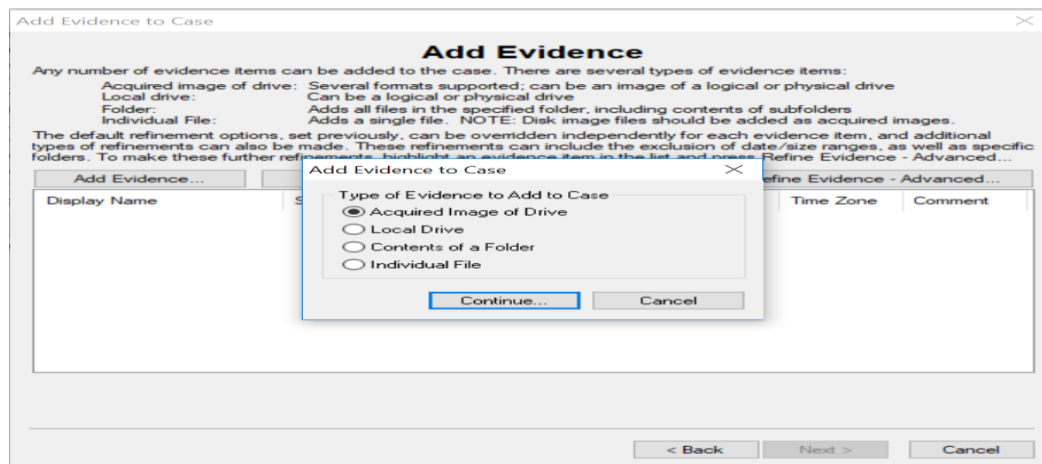 Add Evidence to Case
Add Evidence
Any number of evidence items can be added to the case. There are several types of evidence items:
Acquired image of drive: Several formats supported; can be an image of a logical or physical drive
Local drive: Can be a logical or physical drive
Folder: Adds all files in the specified folder, including contents of subfolders
Individual File: Adds a single file. NOTE: Disk image files should be added as acquired images.
The default refinement options, set previously, can be overridden independently for each evidence item, and additional
types of refinements can also be made. These refinements can include the exclusion of date/size ranges, as well as specific
folders. To make these further refinements, highlight an evidence item in the list and press Refine Evidence - Advanced...
Add Evidence...
efine Evidence - Advanced...
Display Name
S
Time Zone
Comment
Add Evidence to Case
Type of Evidence to Add to Case
Acquired Image of Drive
Local Drive
Contents of a Folder
Individual File
Continue...
Cancel
< Back
Next >
Cancel